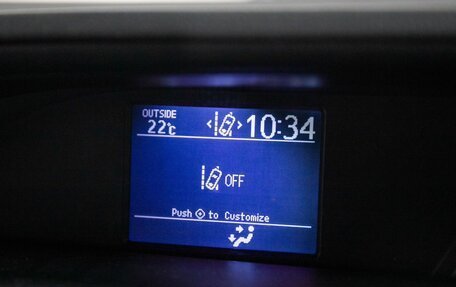 OUTSIDE
22°C 10:34
OFF
Push to Customize